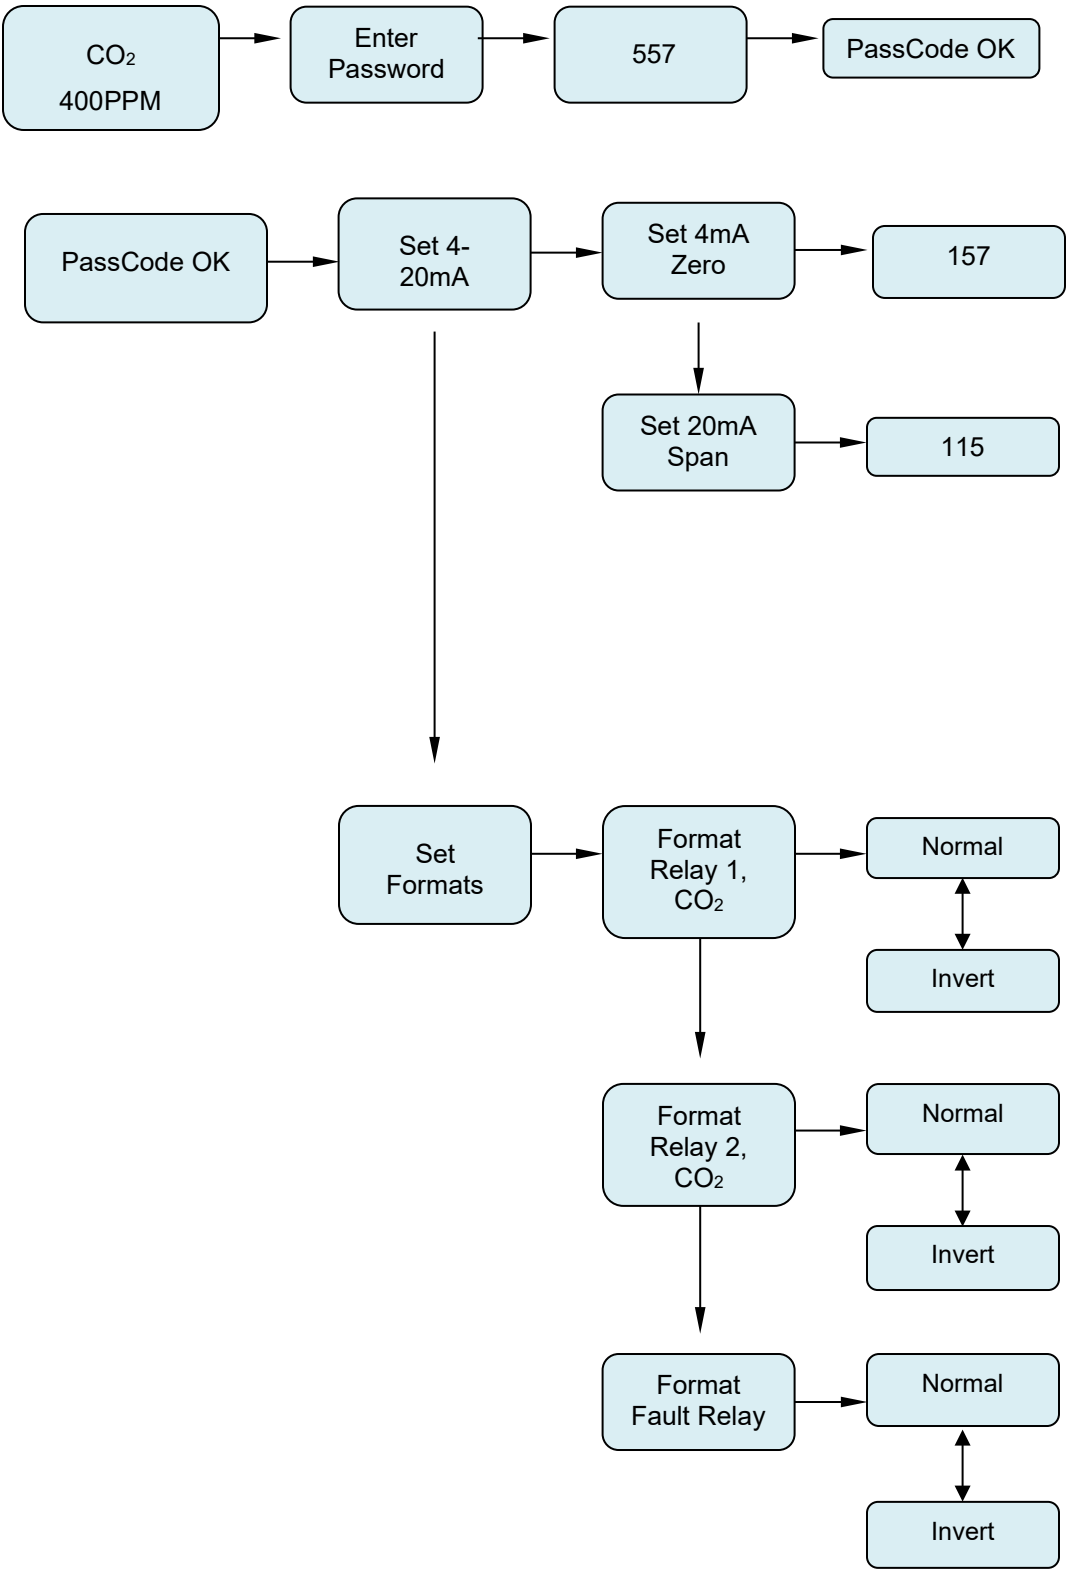 CO₂
400PPM
Enter
Password
557
PassCode OK
PassCode OK
Set 4-
20mA
Set 4mA
Zero
157
Set 20mA
Span
115
Set
Formats
Format
Relay 1,
CO₂
Normal
Invert
Format
Relay 2,
CO₂
Normal
Invert
Format
Fault Relay
Normal
Invert